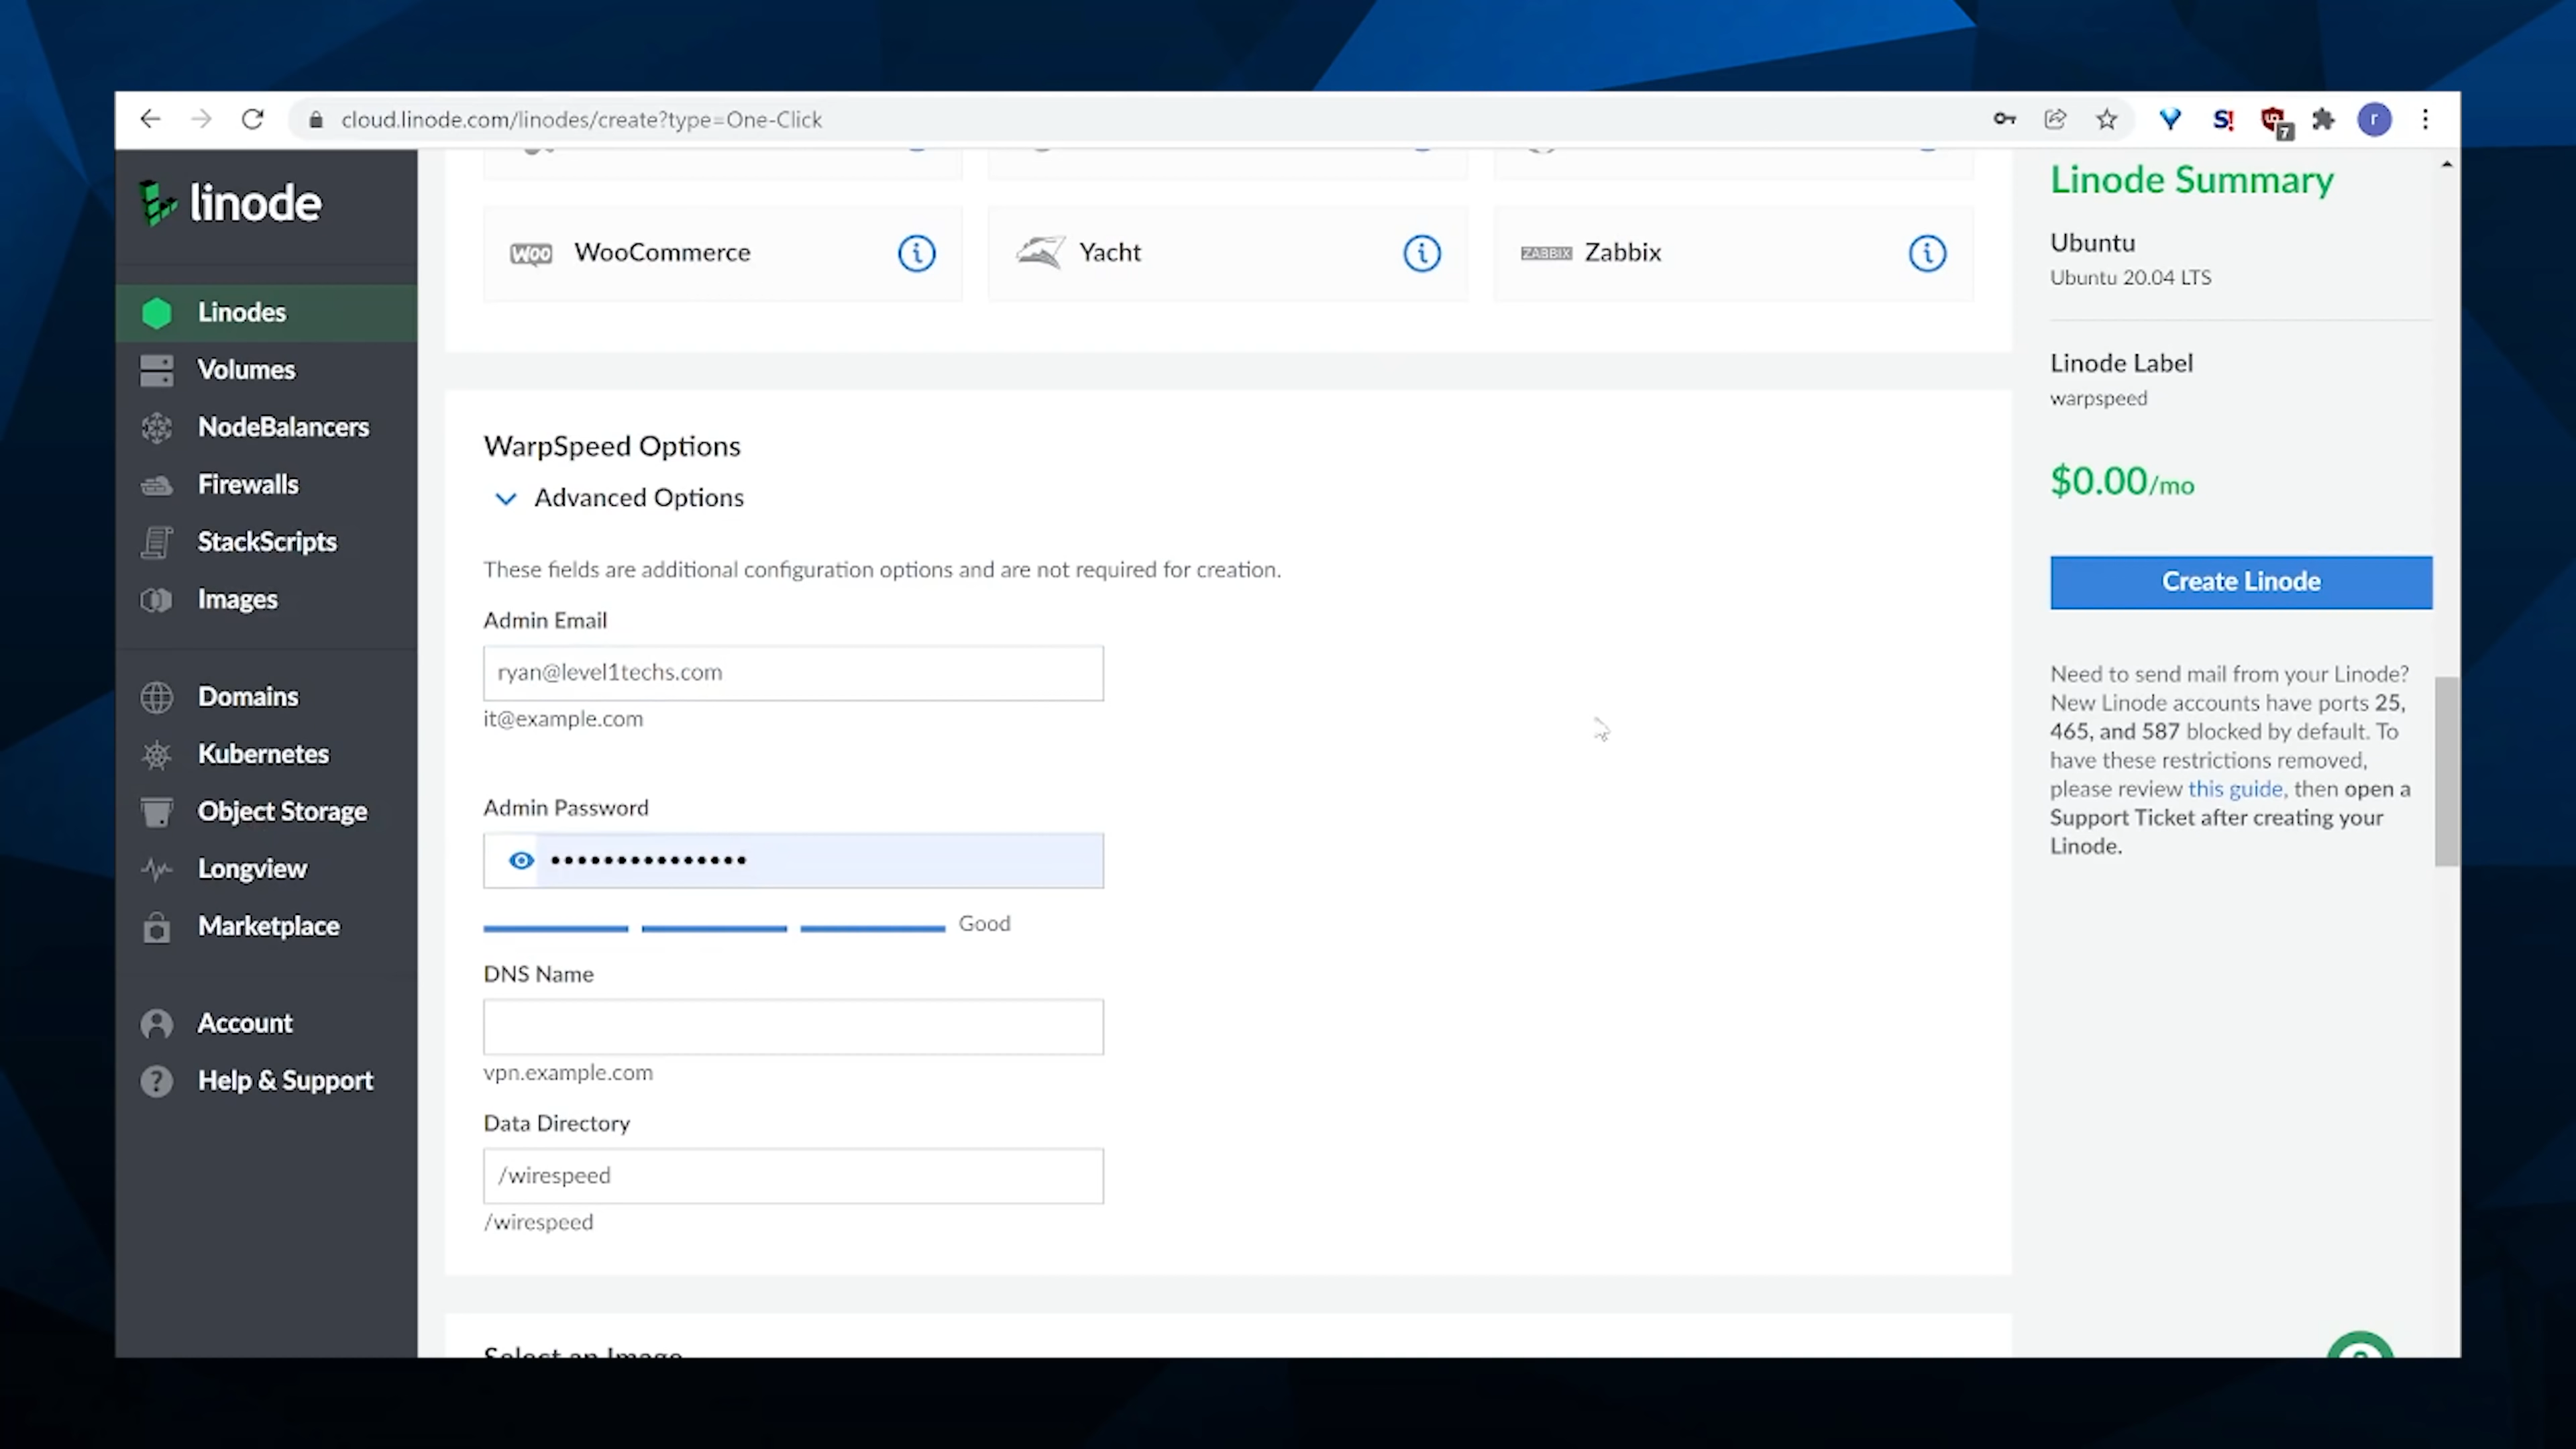 cloud.linode.com/linodes/create?type=One-Click
S!
7
r
linode
Linodes
Volumes
NodeBalancers
Firewalls
StackScripts
Images
Domains
Kubernetes
Object Storage
Longview
Marketplace
Account
Help & Support
WOO WooCommerce
Yacht
ZABBIX Zabbix
WarpSpeed Options
Advanced Options
These fields are additional configuration options and are not required for creation.
Admin Email
ryan@level1techs.com
it@example.com
Admin Password
•••••••••••••••
Good
DNS Name
vpn.example.com
Data Directory
/wirespeed
/wirespeed
Select an Image
Linode Summary
Ubuntu
Ubuntu 20.04 LTS
Linode Label
warpspeed
$0.00/mo
Create Linode
Need to send mail from your Linode?
New Linode accounts have ports 25,
465, and 587 blocked by default. To
have these restrictions removed,
please review this guide, then open a
Support Ticket after creating your
Linode.